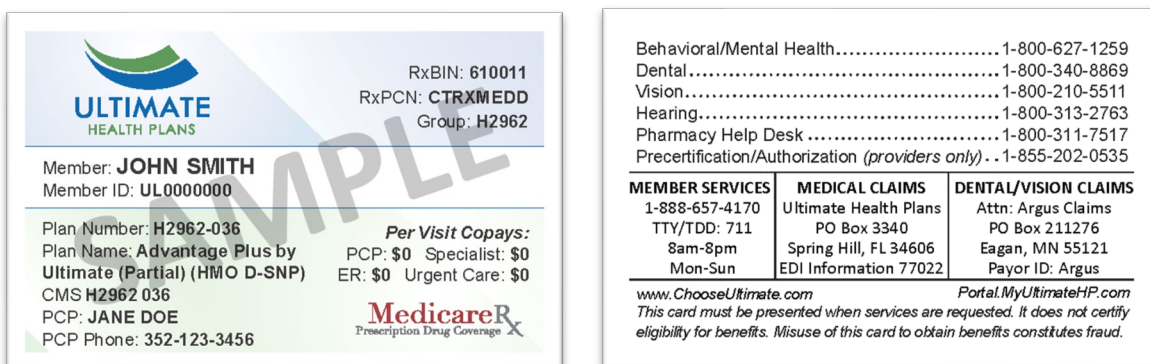 ULTIMATE
HEALTH PLANS
RxBIN: 610011
RxPCN: CTRXMEDD
Group: H2962
Member: JOHN SMITH
Member ID: UL0000000
Plan Number: H2962-036
Plan Name: Advantage Plus by
Ultimate (Partial) (HMO D-SNP)
CMS H2962 036
PCP: JANE DOE
PCP Phone: 352-123-3456
Per Visit Copays:
PCP: $0 Specialist: $0
ER: $0 Urgent Care: $0
MedicareRx
Prescription Drug Coverage
SAMPLE
Behavioral/Mental Health........................1-800-627-1259
Dental.............................................1-800-340-8869
Vision..............................................1-800-210-5511
Hearing............................................1-800-313-2763
Pharmacy Help Desk ............................1-800-311-7517
Precertification/Authorization (providers only) ..1-855-202-0535
MEMBER SERVICES
1-888-657-4170
TTY/TDD: 711
8am-8pm
Mon-Sun
MEDICAL CLAIMS
Ultimate Health Plans
PO Box 3340
Spring Hill, FL 34606
EDI Information 77022
DENTAL/VISION CLAIMS
Attn: Argus Claims
PO Box 211276
Eagan, MN 55121
Payor ID: Argus
www.ChooseUltimate.com Portal.MyUltimateHP.com
This card must be presented when services are requested. It does not certify
eligibility for benefits. Misuse of this card to obtain benefits constitutes fraud.